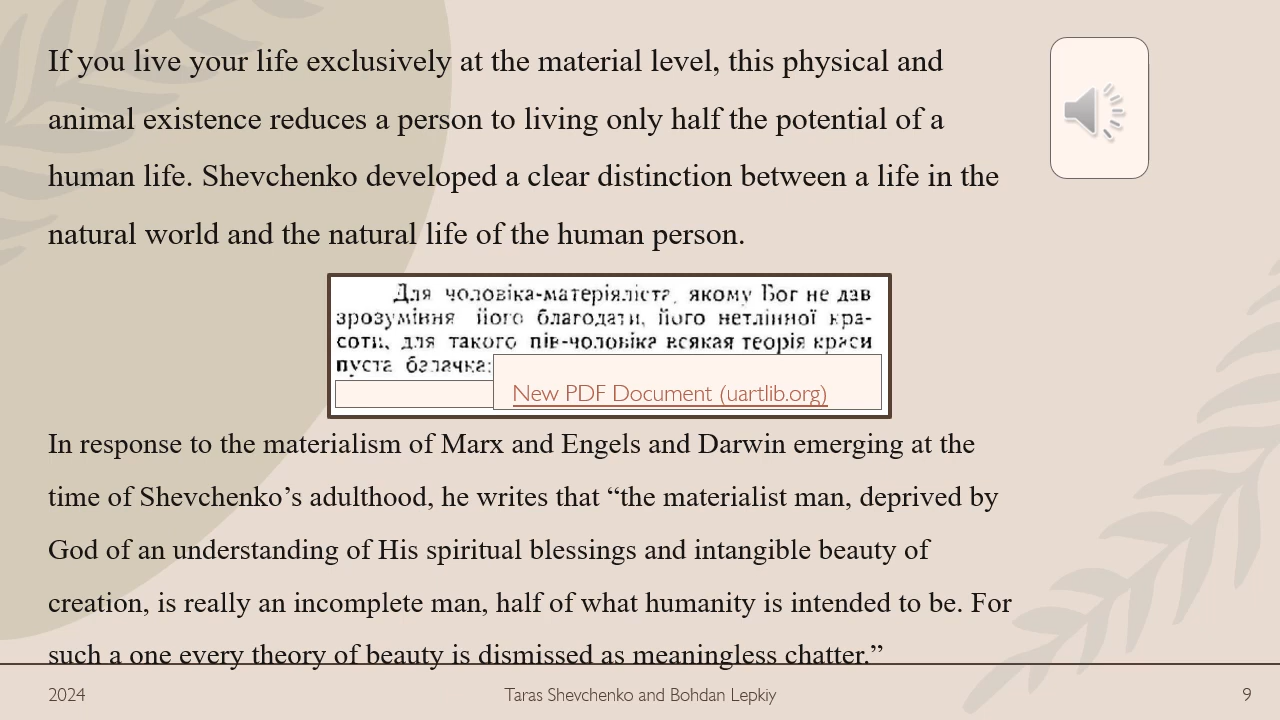 If you live your life exclusively at the material level, this physical and
animal existence reduces a person to living only half the potential of a
human life. Shevchenko developed a clear distinction between a life in the
natural world and the natural life of the human person.
Для чоловіка-матеріяліста, якому Бог не дав
зрозуміння його благодати, його нетлінної кра-
соти, для такого пів-чоловіка всякая теорія краси
пуста балачка:
New PDF Document (uartlib.org)
In response to the materialism of Marx and Engels and Darwin emerging at the
time of Shevchenko’s adulthood, he writes that “the materialist man, deprived by
God of an understanding of His spiritual blessings and intangible beauty of
creation, is really an incomplete man, half of what humanity is intended to be. For
such a one every theory of beauty is dismissed as meaningless chatter.”
2024
Taras Shevchenko and Bohdan Lepkiy
9